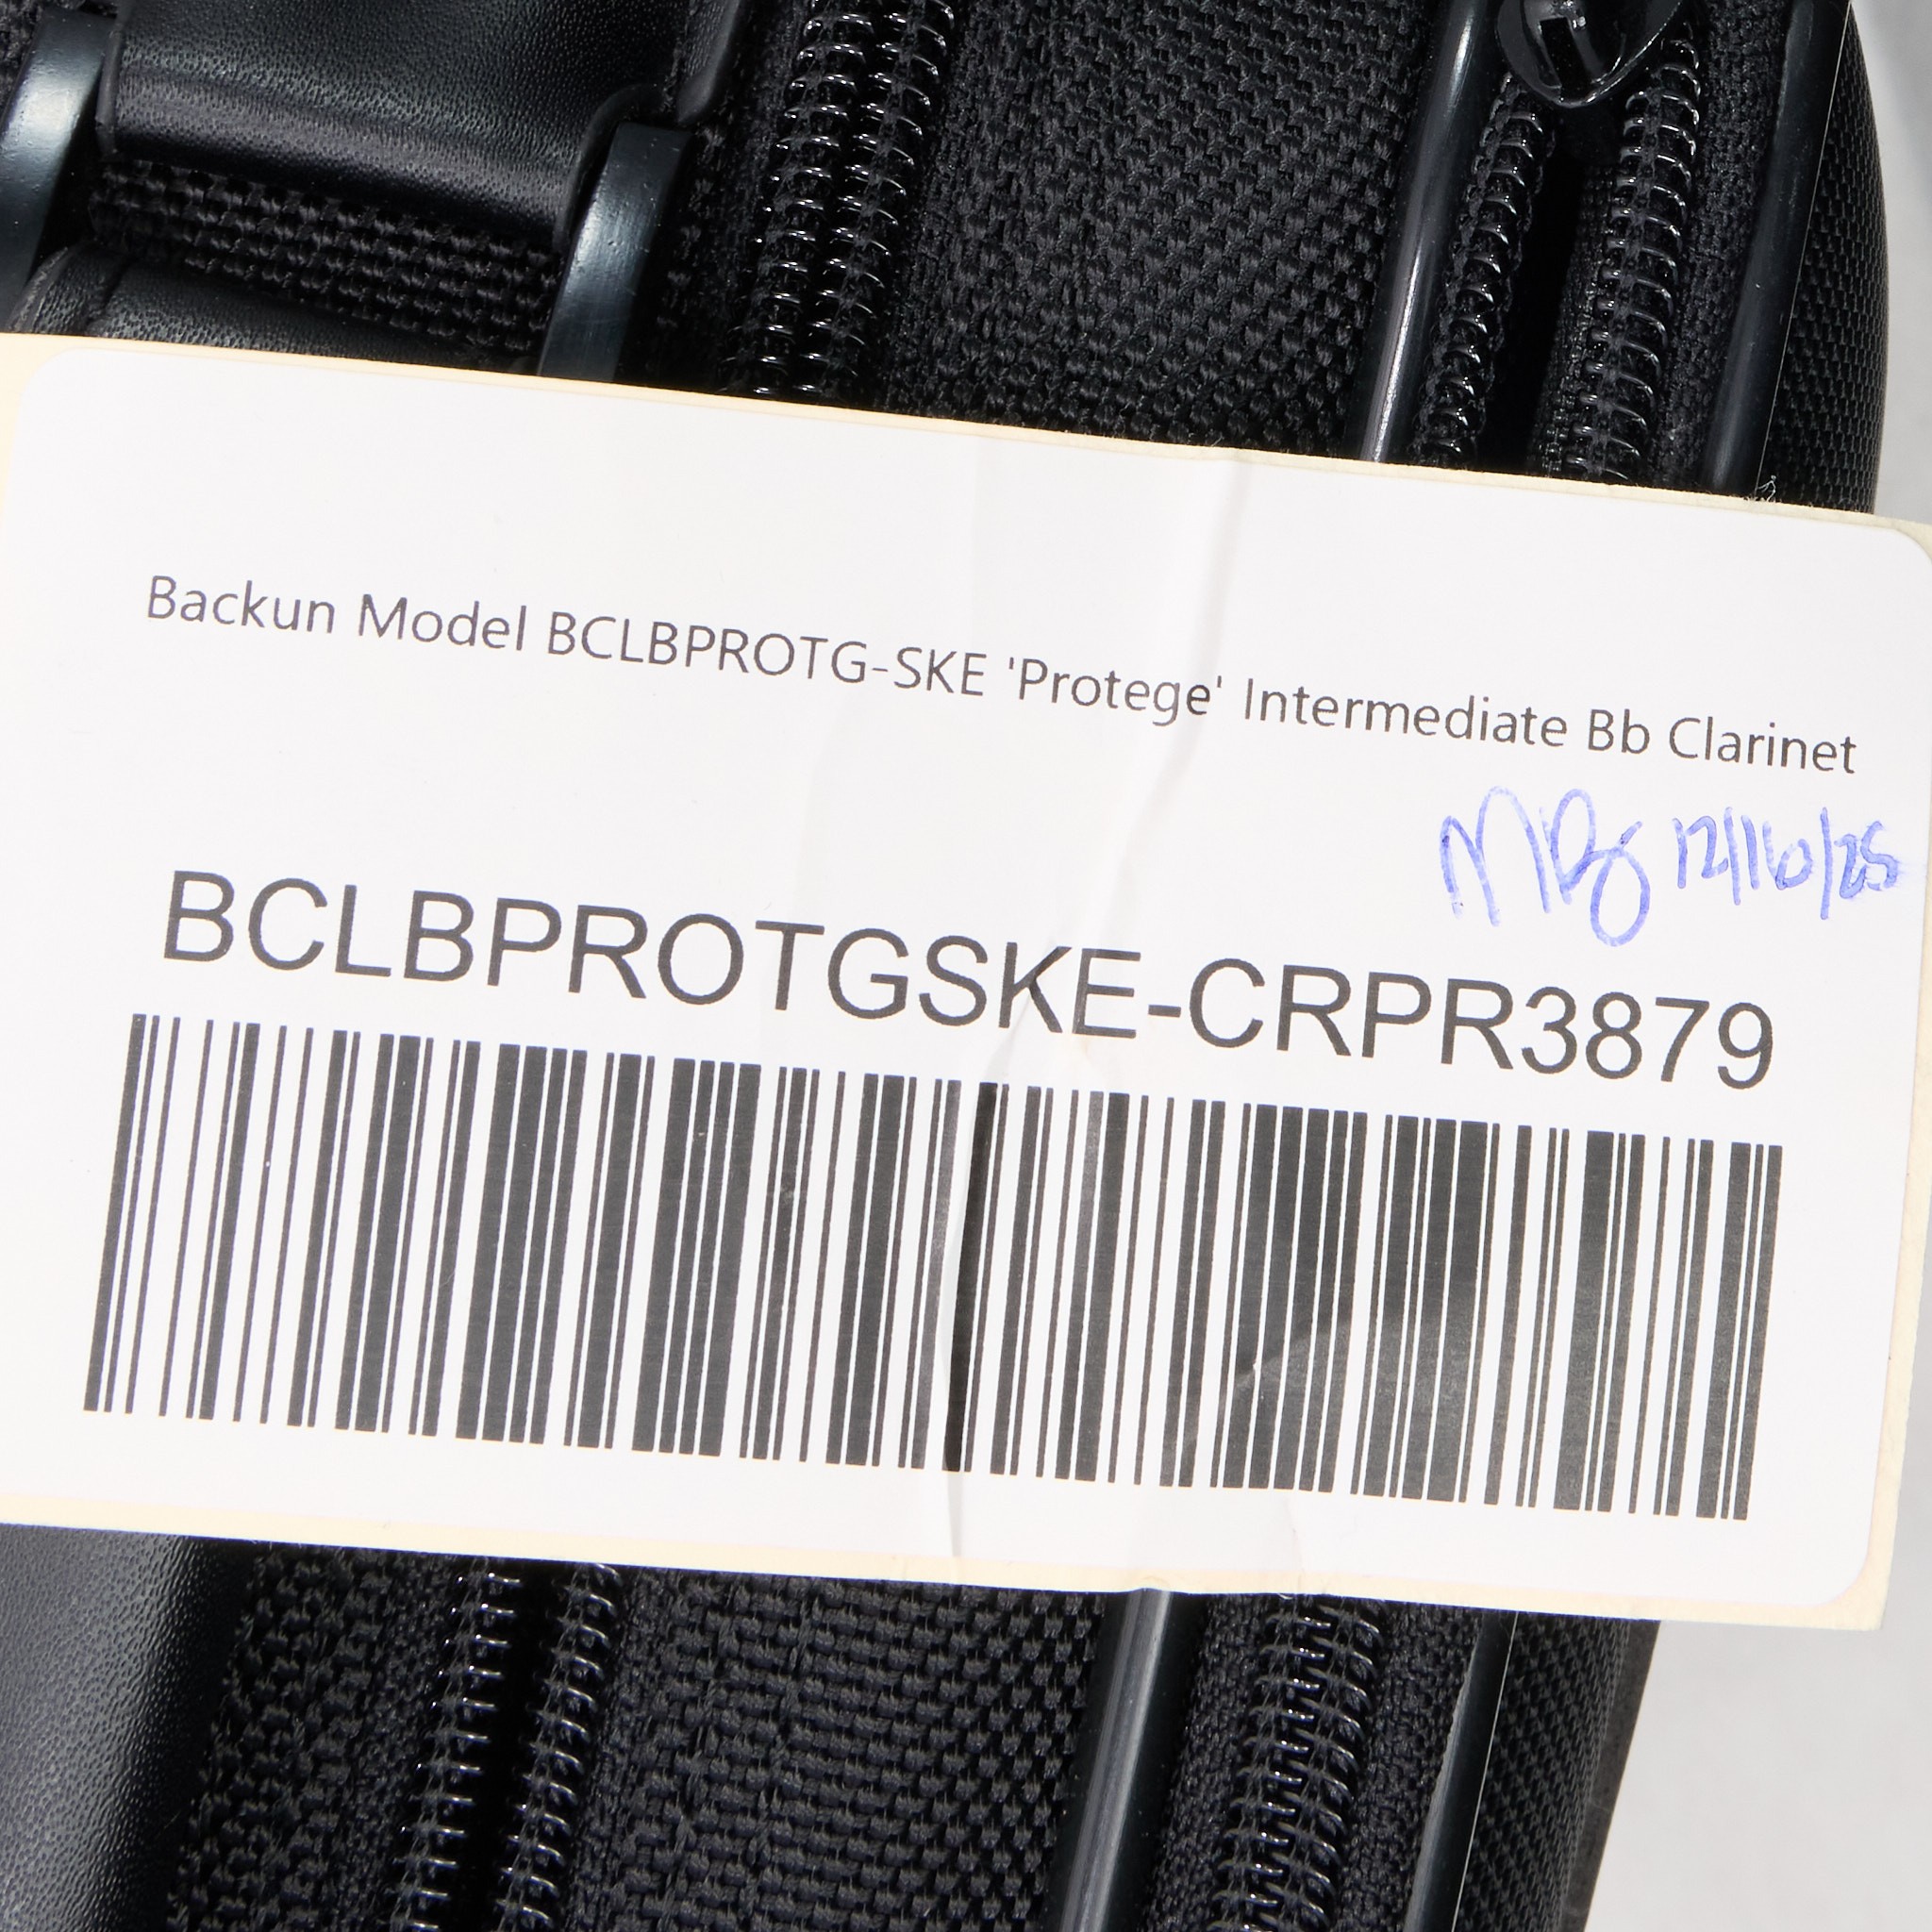 Backun Model BCLBPROTG-SKE 'Protege' Intermediate Bb Clarinet
12/16/25
BCLBPROTGSKE-CRPR3879